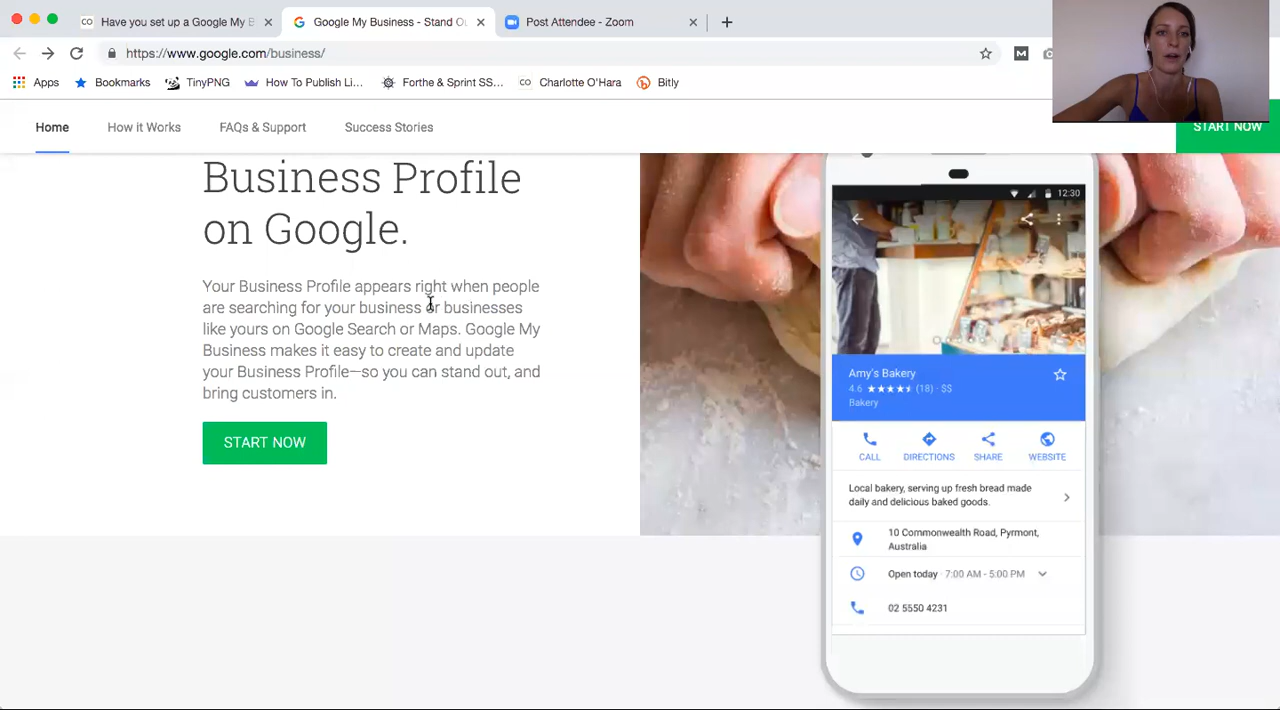 Have you set up a Google My B
Google My Business - Stand Ou
Post Attendee - Zoom
https://www.google.com/business/
M
Apps
Bookmarks
TinyPNG
How To Publish Li...
Forthe & Sprint SS...
CO
Charlotte O'Hara
Bitly
Home
How it Works
FAQs & Support
Success Stories
START NOW
Business Profile
on Google.
Your Business Profile appears right when people
are searching for your business or businesses
like yours on Google Search or Maps. Google My
Business makes it easy to create and update
your Business Profile—so you can stand out, and
bring customers in.
START NOW
12:30
Amy's Bakery
4.6 ★★★★★ (18) · $$
Bakery
CALL
DIRECTIONS
SHARE
WEBSITE
Local bakery, serving up fresh bread made
daily and delicious baked goods.
10 Commonwealth Road, Pyrmont,
Australia
Open today · 7:00 AM - 5:00 PM
02 5550 4231